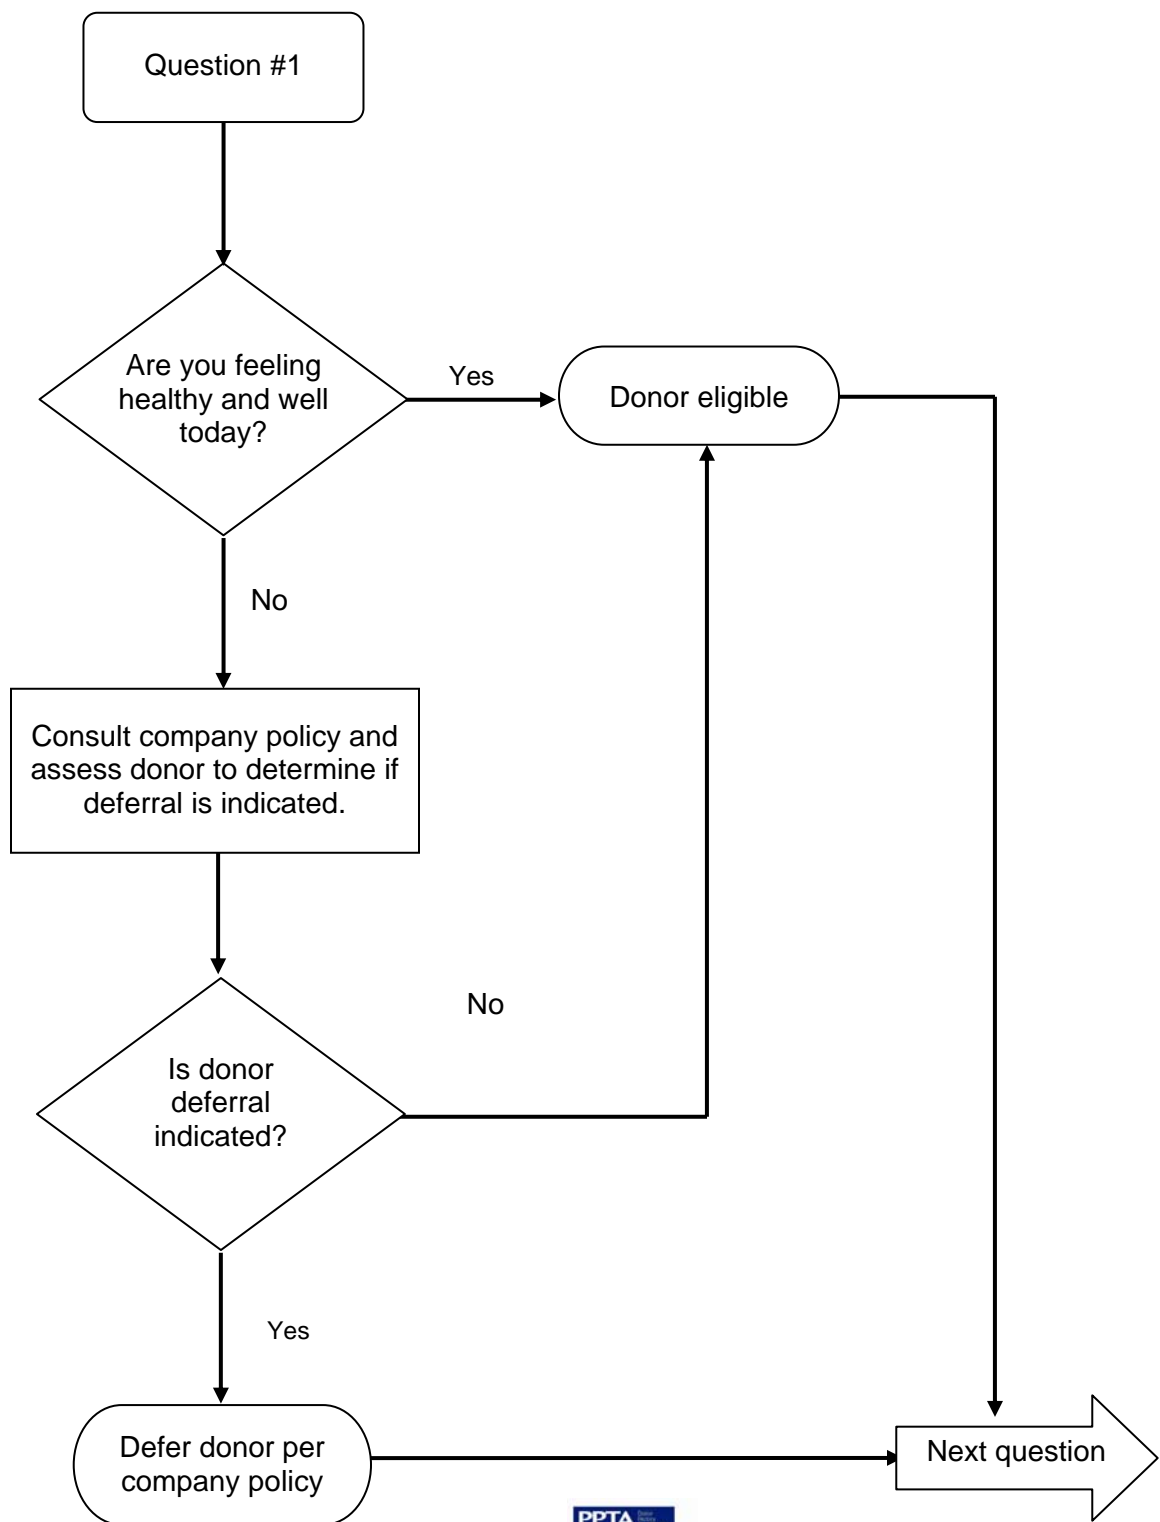 Question #1
Are you feeling
healthy and well
today?
Yes
Donor eligible
No
Consult company policy and
assess donor to determine if
deferral is indicated.
No
Is donor
deferral
indicated?
Yes
Defer donor per
company policy
Next question
PPTA